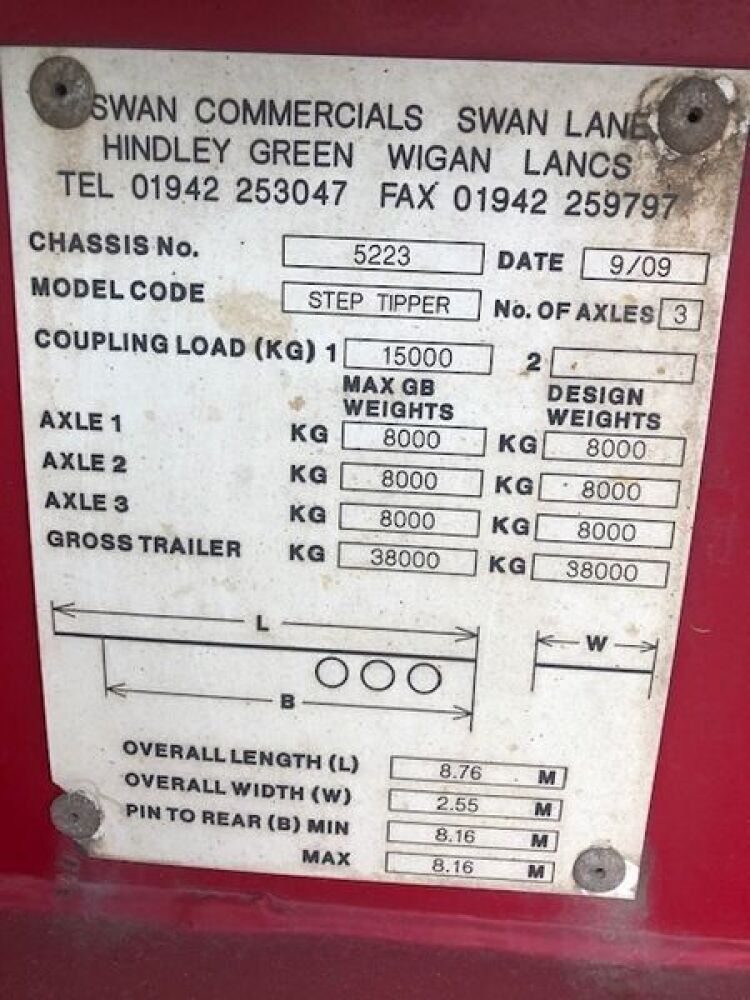 SWAN COMMERCIALS SWAN LANE
HINDLEY GREEN WIGAN LANCS
TEL 01942 253047 FAX 01942 259797
CHASSIS No. 5223 DATE 9/09
MODEL CODE STEP TIPPER No. OF AXLES 3
COUPLING LOAD (KG) 1 15000 2
MAX GB WEIGHTS DESIGN WEIGHTS
AXLE 1 KG 8000 KG 8000
AXLE 2 KG 8000 KG 8000
AXLE 3 KG 8000 KG 8000
GROSS TRAILER KG 38000 KG 38000
L W
B
OVERALL LENGTH (L) 8.76 M
OVERALL WIDTH (W) 2.55 M
PIN TO REAR (B) MIN 8.16 M
MAX 8.16 M